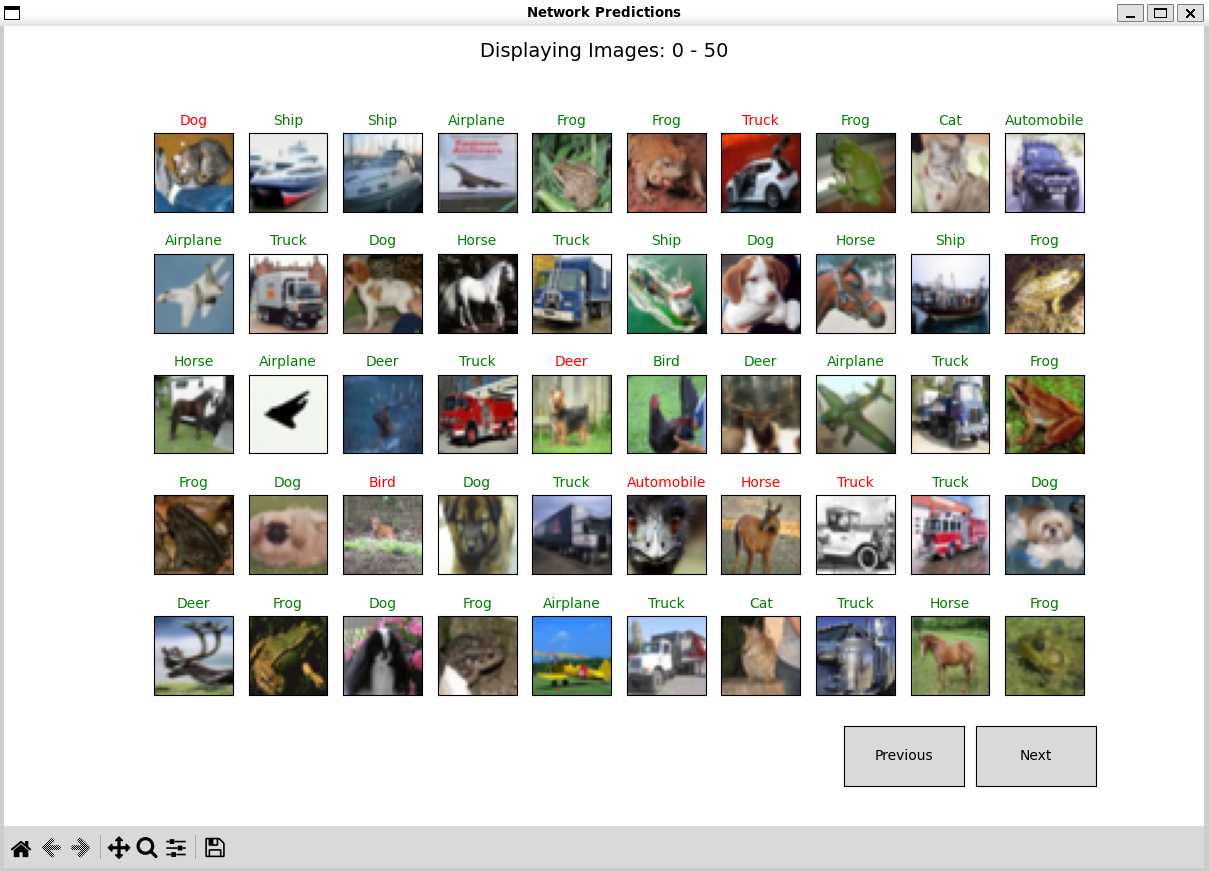 Network Predictions
Displaying Images: 0 - 50
Dog Ship Ship Airplane Frog Frog Truck Frog Cat Automobile
Airplane Truck Dog Horse Truck Ship Dog Horse Ship Frog
Horse Airplane Deer Truck Deer Bird Deer Airplane Truck Frog
Frog Dog Bird Dog Truck Automobile Horse Truck Truck Dog
Deer Frog Dog Frog Airplane Truck Cat Truck Horse Frog
Previous Next